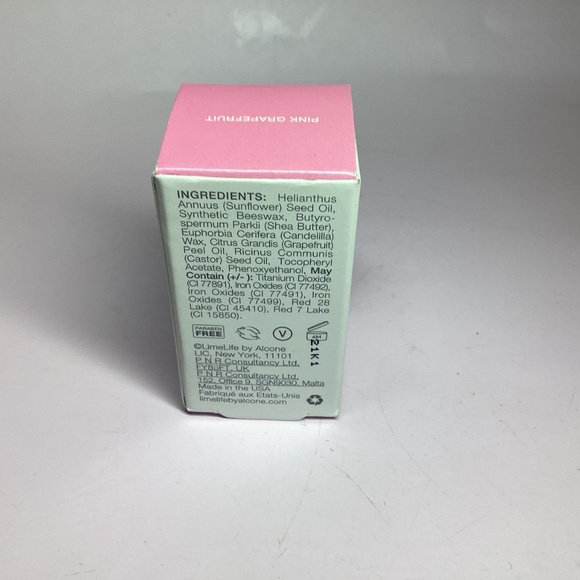 PINK GRAPEFRUIT
INGREDIENTS: Helianthus
Annuus (Sunflower) Seed Oil,
Synthetic Beeswax, Butyro-
spermum Parkii (Shea Butter),
Euphorbia Cerifera (Candelilla)
Wax, Citrus Grandis (Grapefruit)
Peel Oil, Ricinus Communis
(Castor) Seed Oil, Tocopheryl
Acetate, Phenoxyethanol, May
Contain (+/- ): Titanium Dioxide
(CI 77891), Iron Oxides (CI 77492),
Iron Oxides (CI 77491), Iron
Oxides (CI 77499), Red 28
Lake (CI 45410), Red 7 Lake
(CI 15850).
PARABEN
FREE
V
6M
21K1
©LimeLife by Alcone
LIC, New York, 11101
P N R Consultancy Ltd,
UK
P N R Consultancy Ltd,
152, Office 9, SGN9030, Malta
Made in the USA
Fabriqué aux Etats-Unis
limelifebyalcone.com